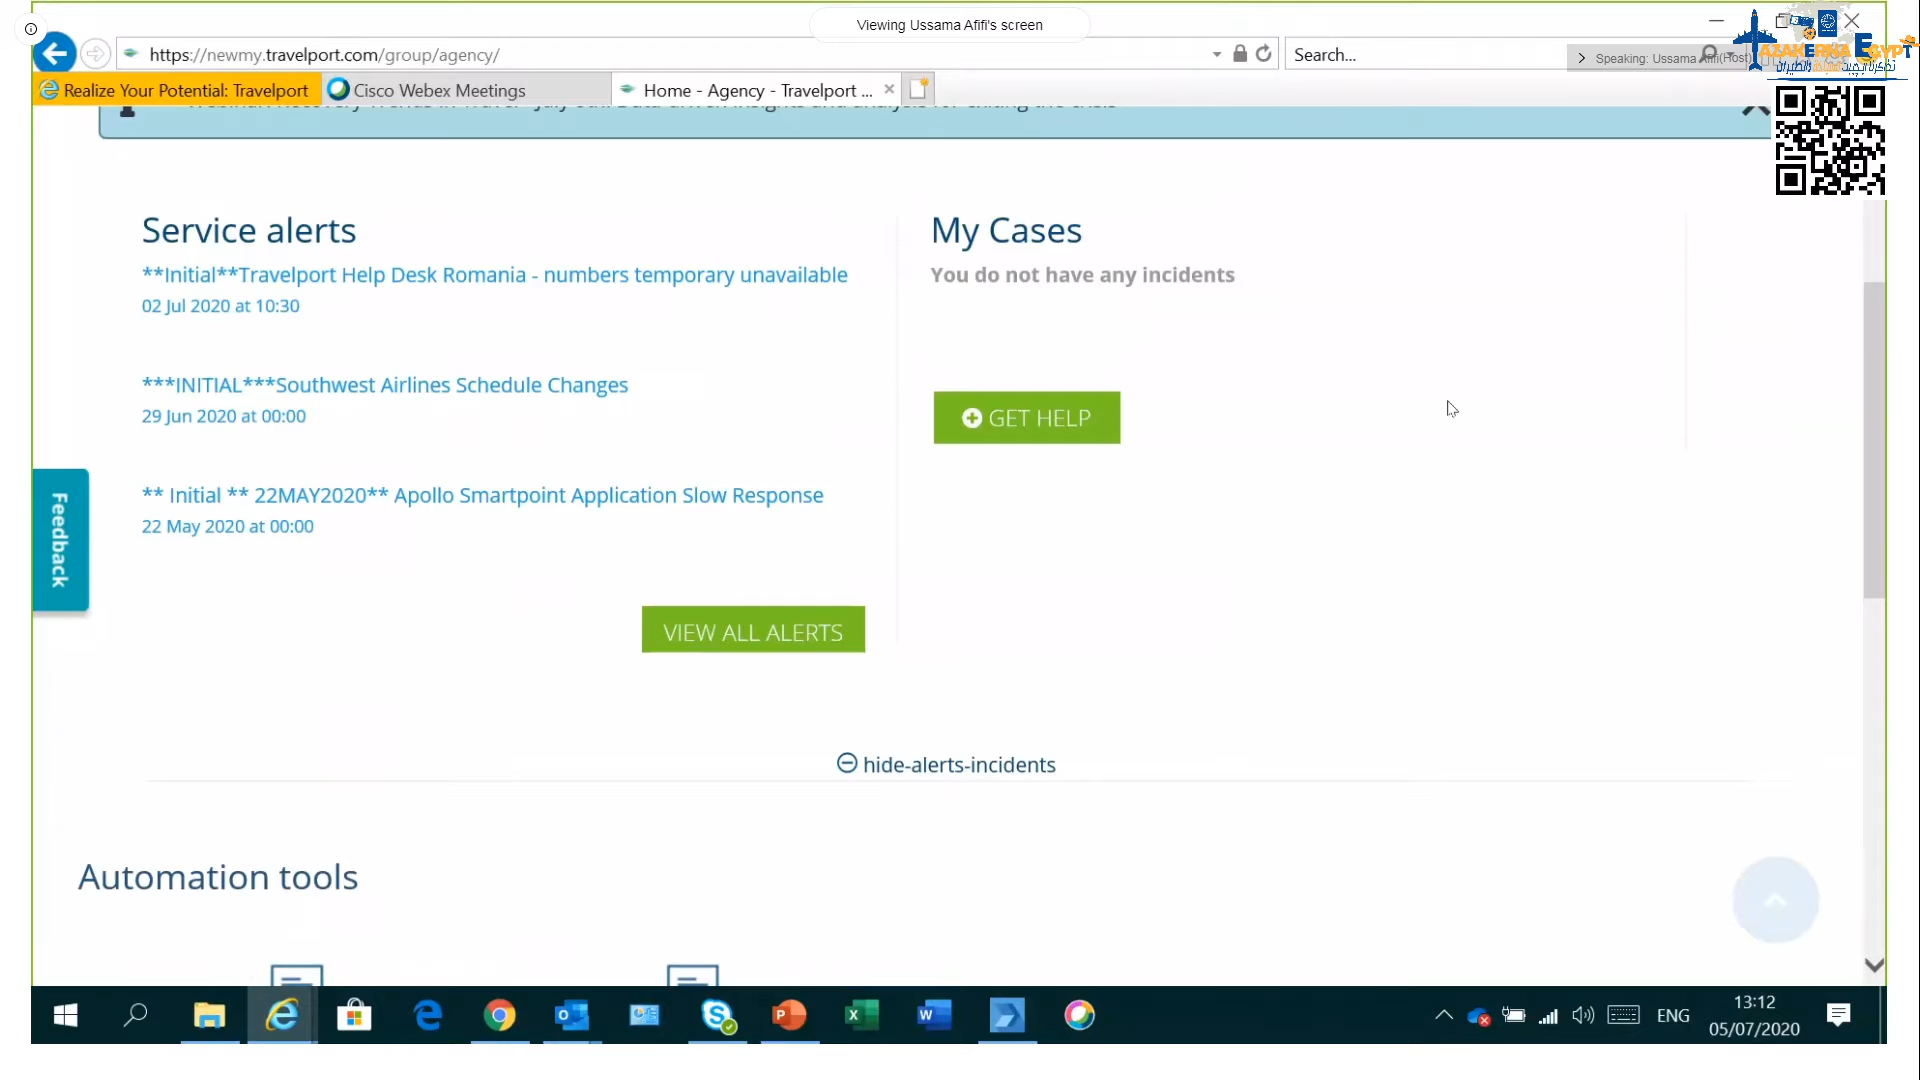 Viewing Ussama Afifi's screen
https://newmy.travelport.com/group/agency/
Search...
Speaking: Ussama Afifi(Host)
Realize Your Potential: Travelport
Cisco Webex Meetings
Home - Agency - Travelport ...
Service alerts
My Cases
**Initial**Travelport Help Desk Romania - numbers temporary unavailable
02 Jul 2020 at 10:30
You do not have any incidents
***INITIAL***Southwest Airlines Schedule Changes
29 Jun 2020 at 00:00
GET HELP
** Initial ** 22MAY2020** Apollo Smartpoint Application Slow Response
22 May 2020 at 00:00
Feedback
VIEW ALL ALERTS
hide-alerts-incidents
Automation tools
ENG
13:12
05/07/2020